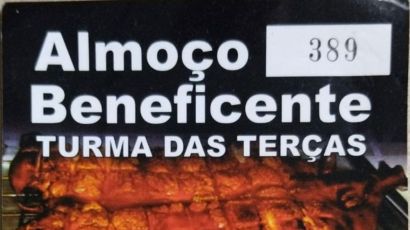 Almoço 389
Beneficente
TURMA DAS TERÇAS